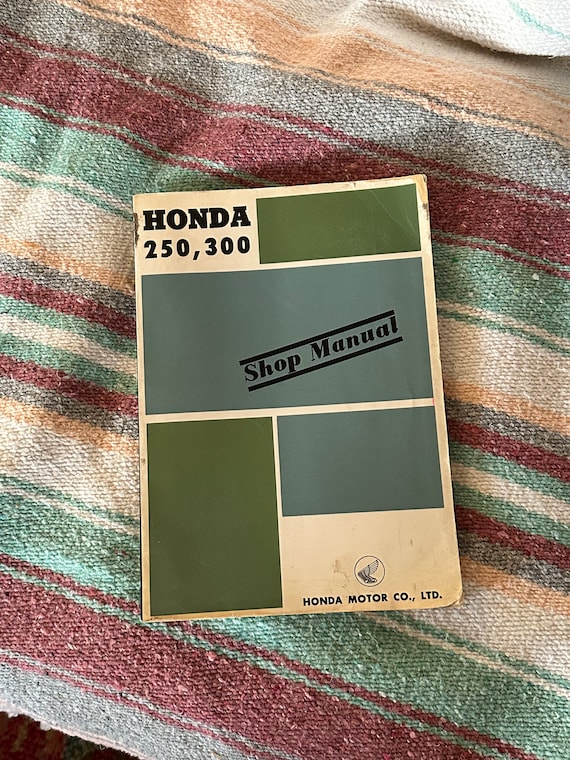 HONDA
250,300
Shop Manual
HONDA MOTOR CO., LTD.